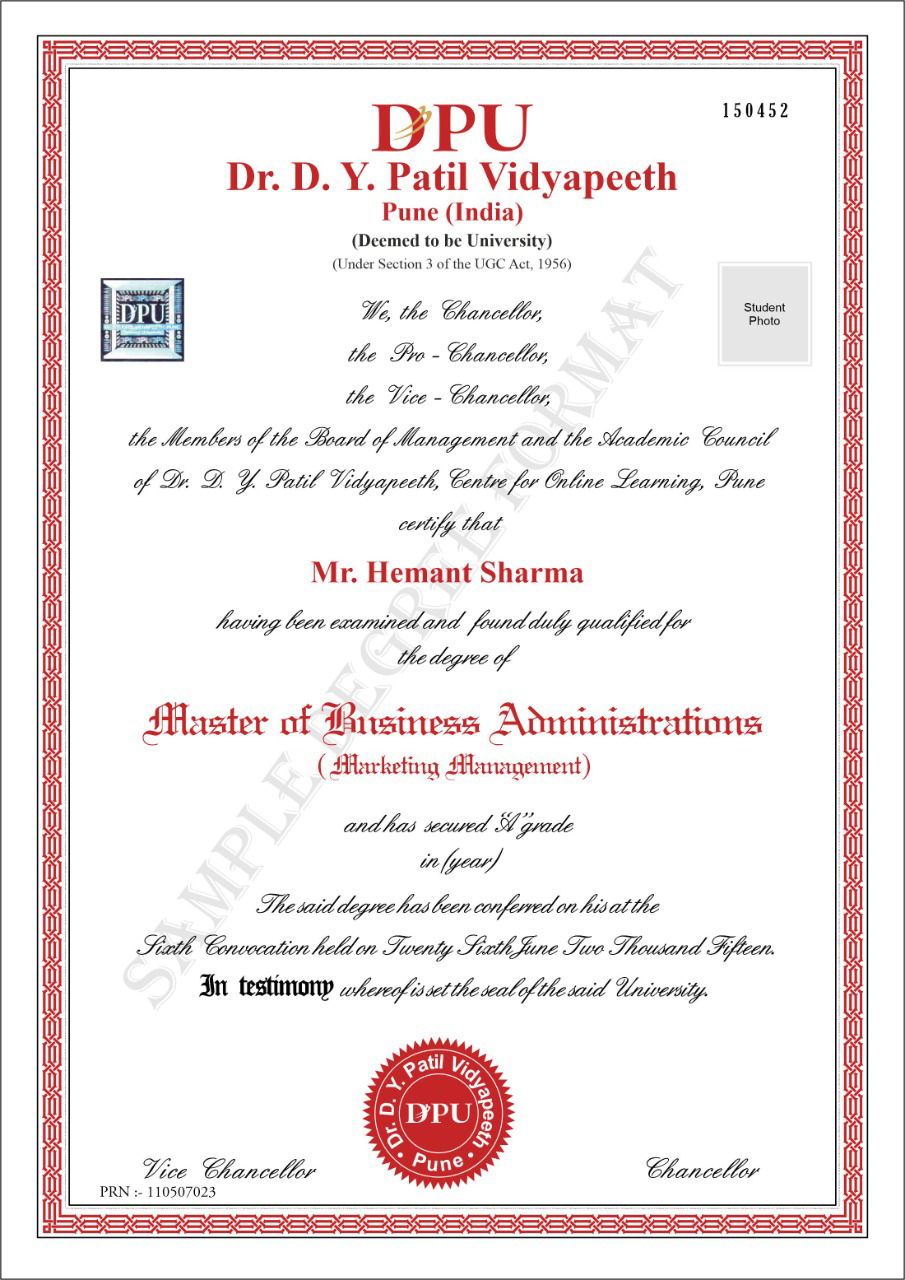 150452
DPU
Dr. D. Y. Patil Vidyapeeth
Pune (India)
(Deemed to be University)
(Under Section 3 of the UGC Act, 1956)
DPU
Student
Photo
We, the Chancellor,
the Pro - Chancellor,
the Vice - Chancellor,
the Members of the Board of Management and the Academic Council
of Dr. D. Y. Patil Vidyapeeth, Centre for Online Learning, Pune
certify that
Mr. Hemant Sharma
having been examined and found duly qualified for
the degree of
Master of Business Administrations
( Marketing Management)
and has secured "A" grade
in (year)
The said degree has been conferred on his at the
Sixth Convocation held on Twenty Sixth June Two Thousand Fifteen.
In testimony whereof is set the seal of the said University.
SAMPLE DEGREE FORMAT
Dr. D. Y. Patil Vidyapeeth
DPU
• Pune •
Vice Chancellor
Chancellor
PRN :- 110507023